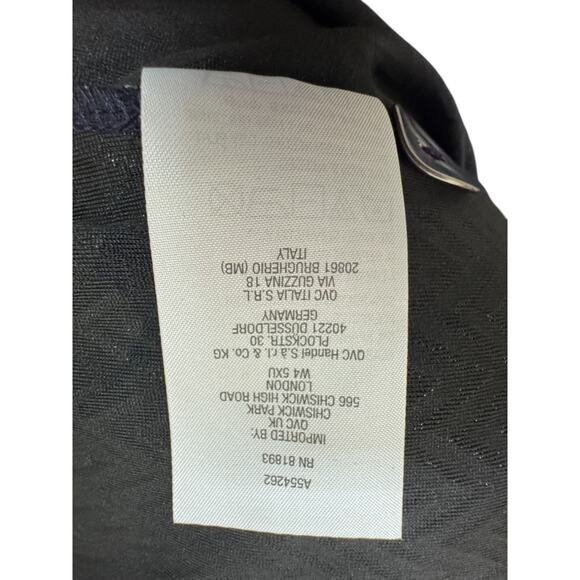 A554262
RN 81893
IMPORTED BY:
QVC UK
CHISWICK PARK
566 CHISWICK HIGH ROAD
LONDON
W4 5XU
QVC Handel S.à r.l. & Co. KG
PLOCKSTR. 30
40221 DÜSSELDORF
GERMANY
QVC ITALIA S.R.L
VIA GUZZINA 18
20861 BRUGHERIO (MB)
ITALY